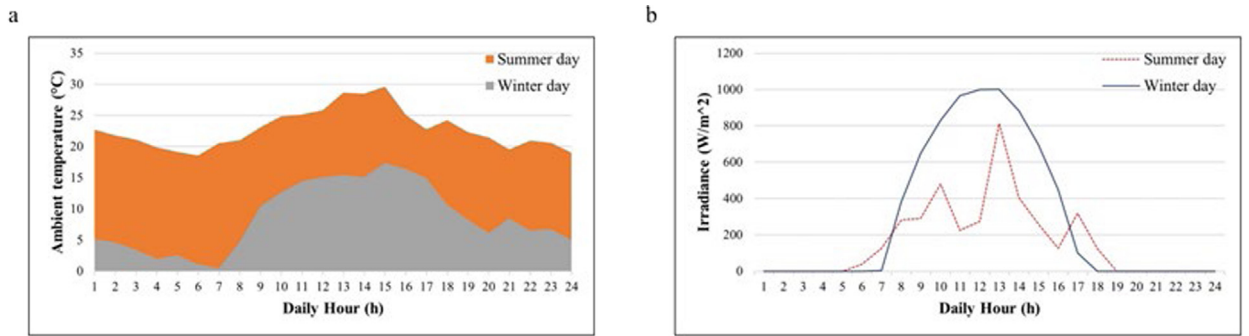 a
35
30
25
20
15
10
5
0
Ambient temperature (°C)
Summer day
Winter day
1 2 3 4 5 6 7 8 9 10 11 12 13 14 15 16 17 18 19 20 21 22 23 24
Daily Hour (h)
b
1200
1000
800
600
400
200
0
Irradiance (W/m^2)
Summer day
Winter day
1 2 3 4 5 6 7 8 9 10 11 12 13 14 15 16 17 18 19 20 21 22 23 24
Daily Hour (h)